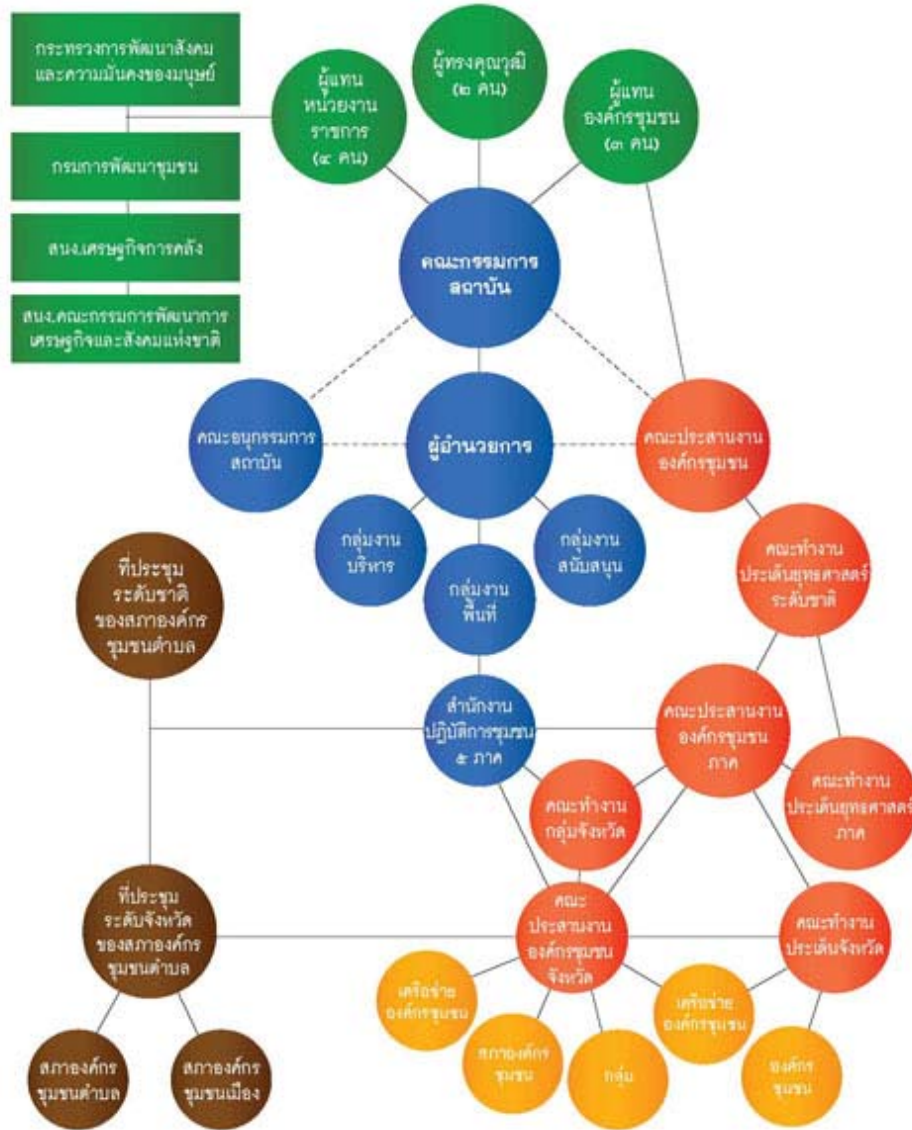 กระทรวงการพัฒนาสังคม
และความมั่นคงของมนุษย์
กรมการพัฒนาชุมชน
สนง.เศรษฐกิจการคลัง
สนง.คณะกรรมการพัฒนาการ
เศรษฐกิจและสังคมแห่งชาติ
ผู้แทน
หน่วยงาน
ราชการ
(๔ คน)
ผู้ทรงคุณวุฒิ
(๒ คน)
ผู้แทน
องค์กรชุมชน
(๓ คน)
คณะกรรมการ
สถาบัน
คณะอนุกรรมการ
สถาบัน
ผู้อำนวยการ
คณะประสานงาน
องค์กรชุมชน
กลุ่มงาน
บริหาร
กลุ่มงาน
พื้นที่
กลุ่มงาน
สนับสนุน
คณะทำงาน
ประเด็นยุทธศาสตร์
ระดับชาติ
ที่ประชุม
ระดับชาติ
ของสภาองค์กร
ชุมชนตำบล
สำนักงาน
ปฏิบัติการชุมชน
๕ ภาค
คณะประสานงาน
องค์กรชุมชน
ภาค
คณะทำงาน
กลุ่มจังหวัด
คณะทำงาน
ประเด็นยุทธศาสตร์
ภาค
ที่ประชุม
ระดับจังหวัด
ของสภาองค์กร
ชุมชนตำบล
คณะ
ประสานงาน
องค์กรชุมชน
จังหวัด
คณะทำงาน
ประเด็นจังหวัด
เครือข่าย
องค์กรชุมชน
สภาองค์กร
ชุมชน
กลุ่ม
เครือข่าย
องค์กรชุมชน
องค์กร
ชุมชน
สภาองค์กร
ชุมชนตำบล
สภาองค์กร
ชุมชนเมือง